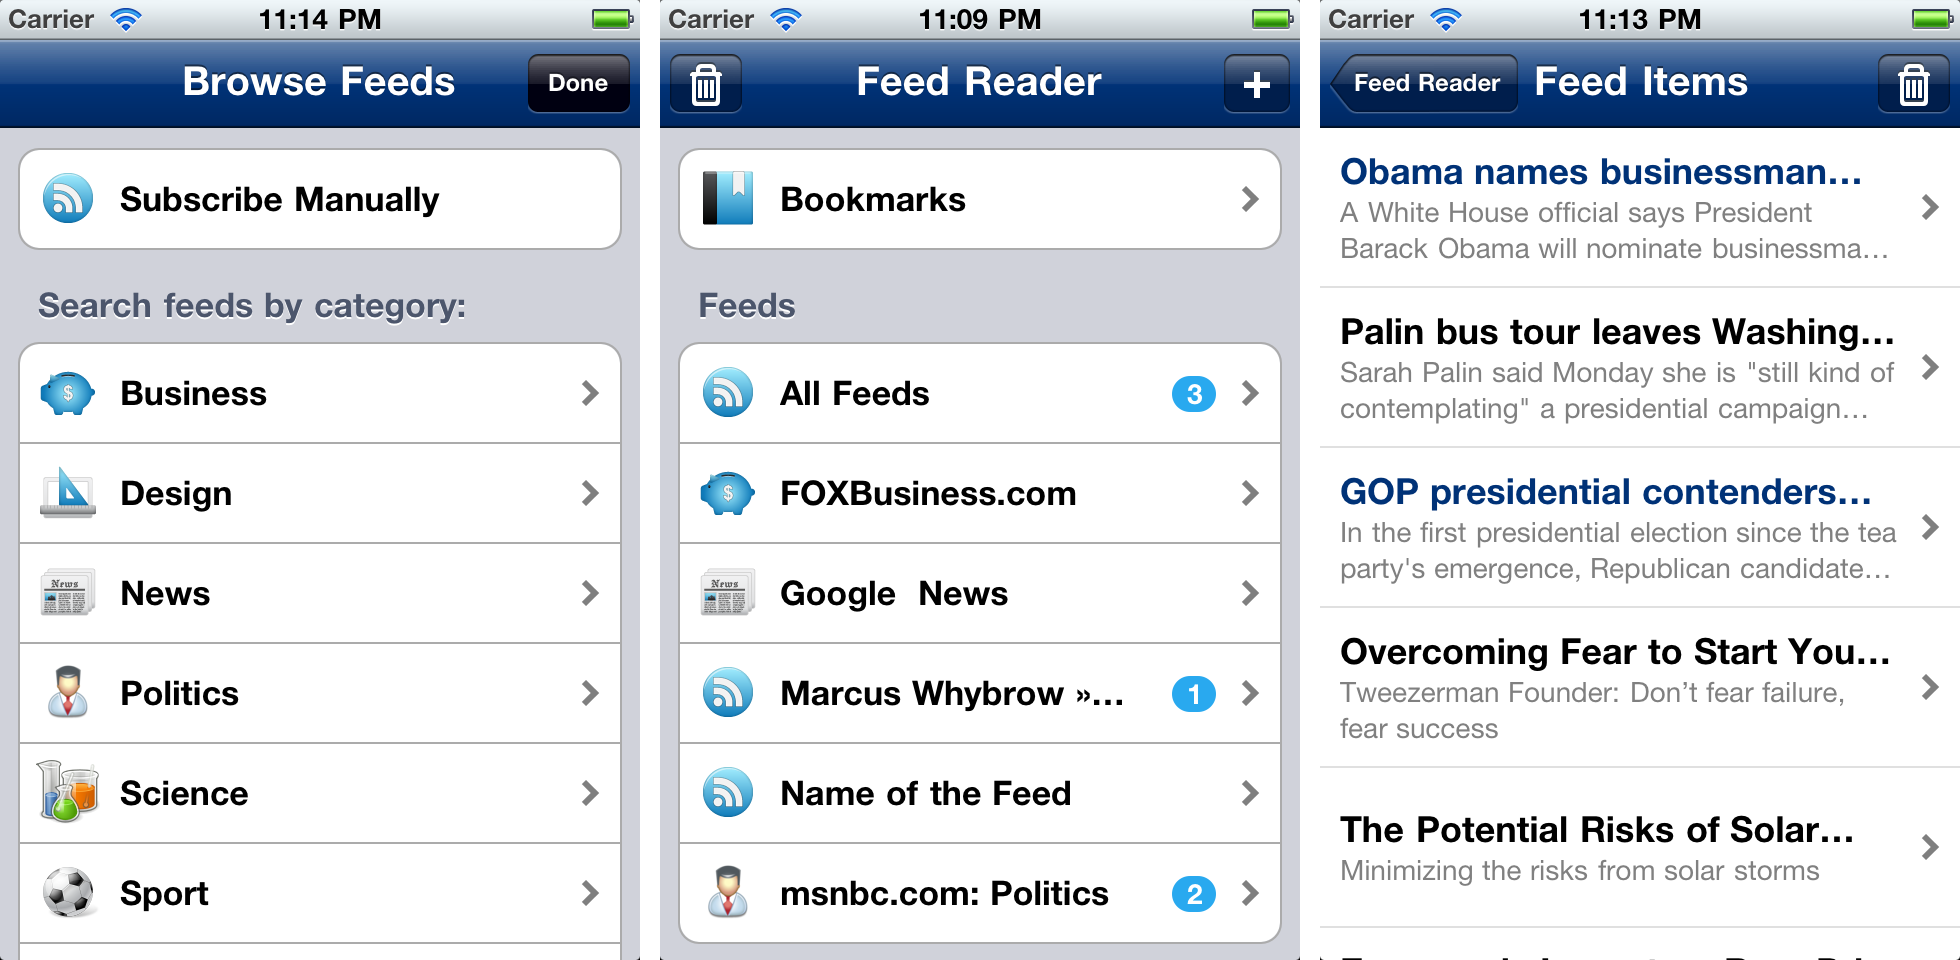 Carrier 11:14 PM
Browse Feeds
Done
Subscribe Manually
Search feeds by category:
$
Business
Design
News
News
Politics
Science
Sport
Carrier 11:09 PM
Feed Reader
+
Bookmarks
Feeds
All Feeds 3
$
FOXBusiness.com
News
Google  News
Marcus Whybrow »... 1
Name of the Feed
msnbc.com: Politics 2
Carrier 11:13 PM
Feed Reader
Feed Items
Obama names businessman...
A White House official says President
Barack Obama will nominate businessma...
Palin bus tour leaves Washing...
Sarah Palin said Monday she is "still kind of
contemplating" a presidential campaign...
GOP presidential contenders...
In the first presidential election since the tea
party's emergence, Republican candidate...
Overcoming Fear to Start You...
Tweezerman Founder: Don’t fear failure,
fear success
The Potential Risks of Solar...
Minimizing the risks from solar storms